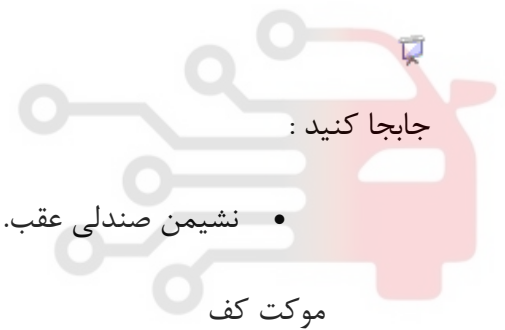 جابجا کنید :
• نشیمن صندلی عقب.
موکت کف